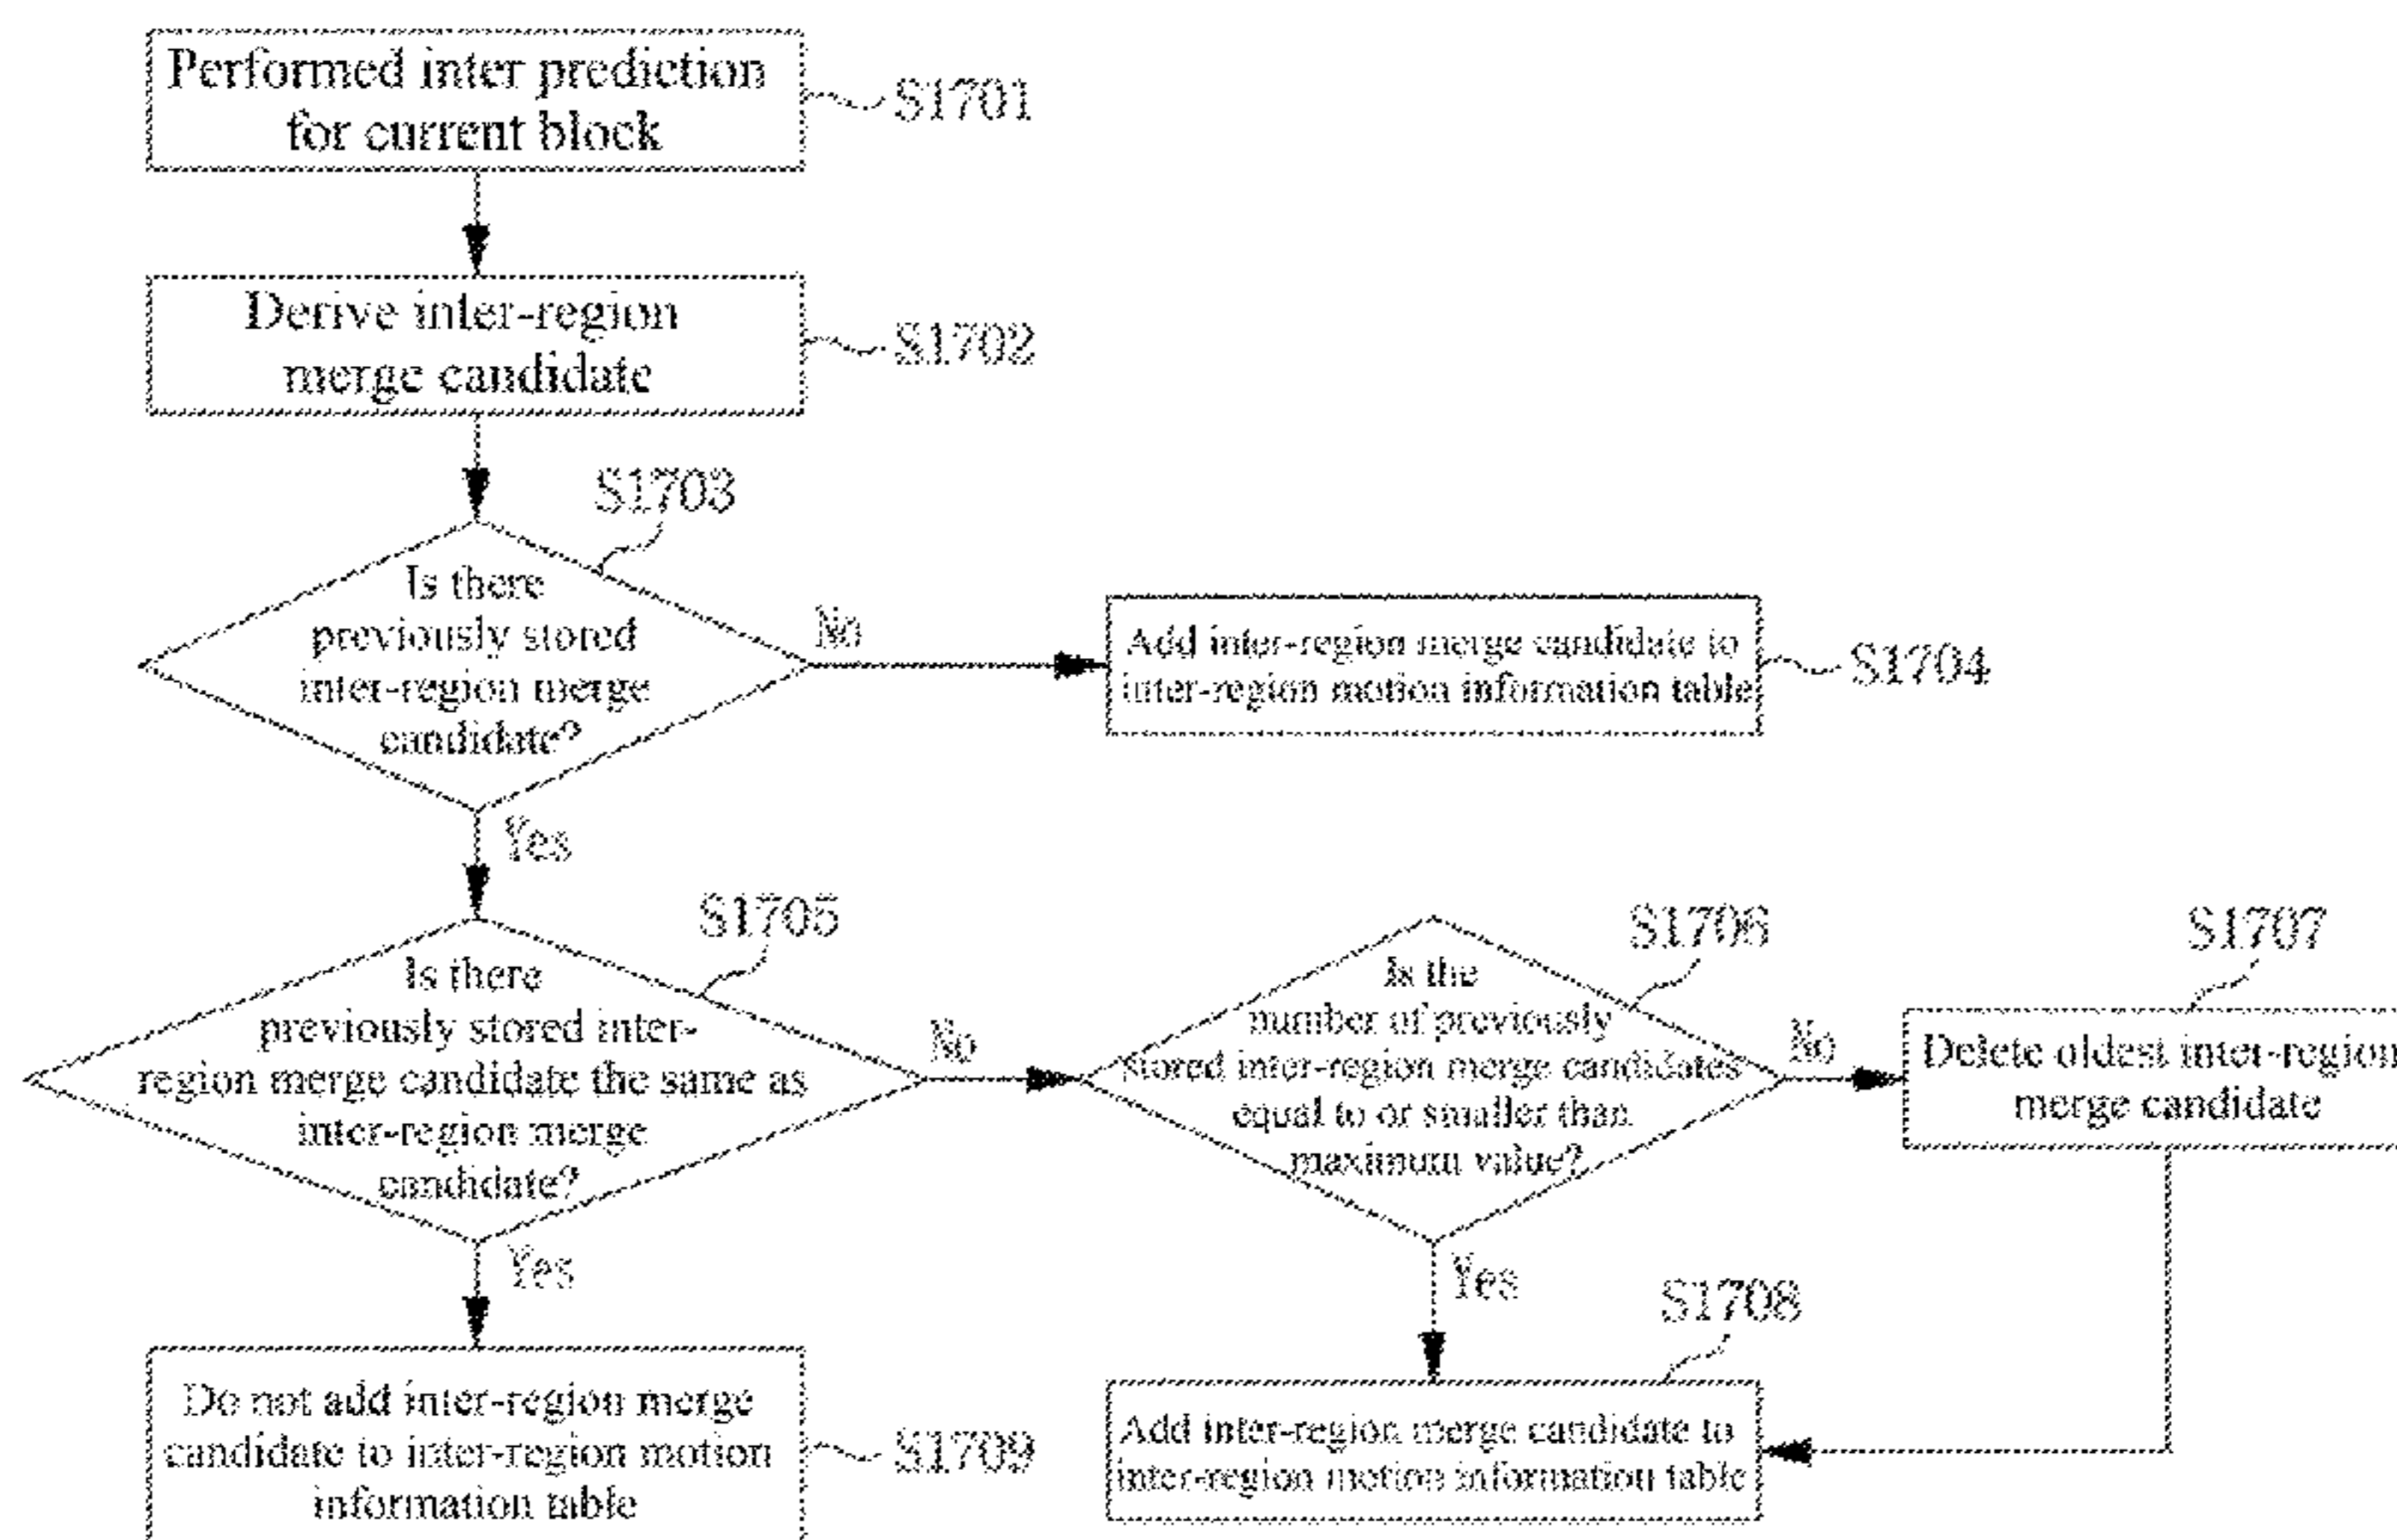 Performed inter prediction
for current block
S1701
Derive inter-region
merge candidate
S1702
S1703
Is there
previously stored
inter-region merge
candidate?
No
Add inter-region merge candidate to
inter-region motion information table
S1704
Yes
S1705
Is there
previously stored inter-
region merge candidate the same as
inter-region merge
candidate?
No
S1706
Is the
number of previously
stored inter-region merge candidates
equal to or smaller than
maximum value?
No
S1707
Delete oldest inter-region
merge candidate
Yes
Yes
S1708
Do not add inter-region merge
candidate to inter-region motion
information table
S1709
Add inter-region merge candidate to
inter-region motion information table